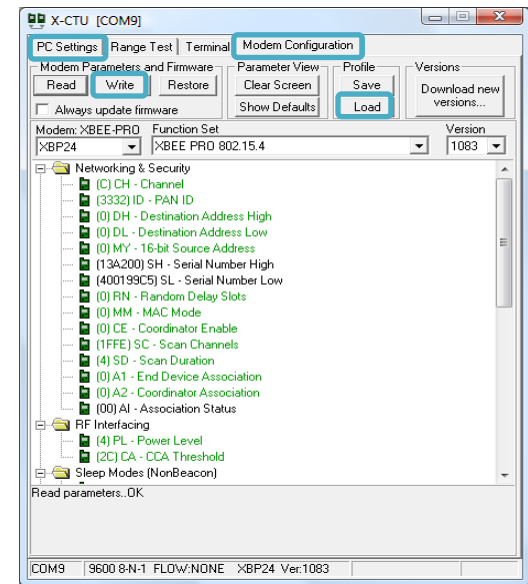 X-CTU [COM9]
PC Settings Range Test Terminal Modem Configuration
Modem Parameters and Firmware Parameter View Profile Versions
Read Write Restore Clear Screen Save Download new versions...
Always update firmware Show Defaults Load
Modem: XBEE-PRO Function Set Version
XBP24 XBEE PRO 802.15.4 1083
Networking & Security
(C) CH - Channel
(3332) ID - PAN ID
(0) DH - Destination Address High
(0) DL - Destination Address Low
(0) MY - 16-bit Source Address
(13A200) SH - Serial Number High
(400199C5) SL - Serial Number Low
(0) RN - Random Delay Slots
(0) MM - MAC Mode
(0) CE - Coordinator Enable
(1FFE) SC - Scan Channels
(4) SD - Scan Duration
(0) A1 - End Device Association
(0) A2 - Coordinator Association
(00) AI - Association Status
RF Interfacing
(4) PL - Power Level
(2C) CA - CCA Threshold
Sleep Modes (NonBeacon)
Read parameters..OK
COM9 9600 8-N-1 FLOW:NONE XBP24 Ver:1083